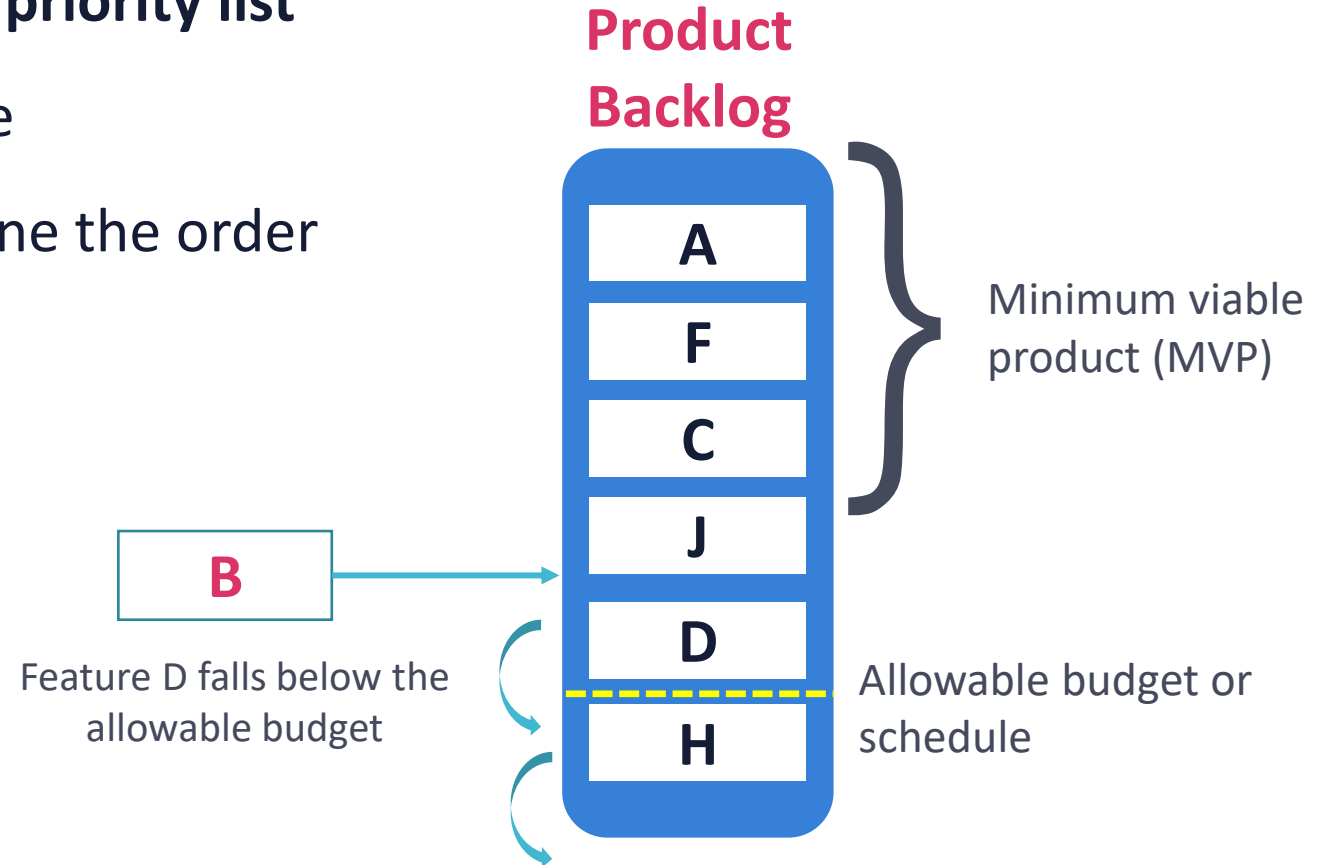 priority list
e
ne the order
Product
Backlog
A
F
C
J
D
H
Minimum viable
product (MVP)
B
Feature D falls below the
allowable budget
Allowable budget or
schedule